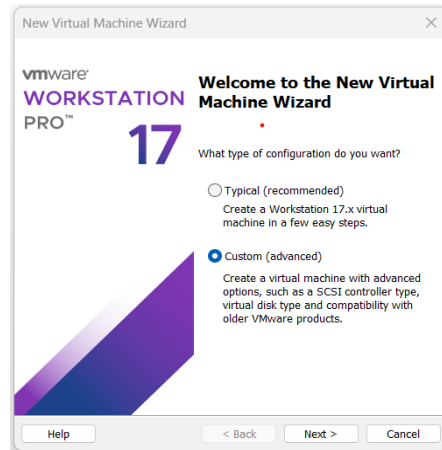 New Virtual Machine Wizard
vmware
WORKSTATION
PRO™
17
Welcome to the New Virtual
Machine Wizard
What type of configuration do you want?
Typical (recommended)
Create a Workstation 17.x virtual
machine in a few easy steps.
Custom (advanced)
Create a virtual machine with advanced
options, such as a SCSI controller type,
virtual disk type and compatibility with
older VMware products.
Help
< Back
Next >
Cancel